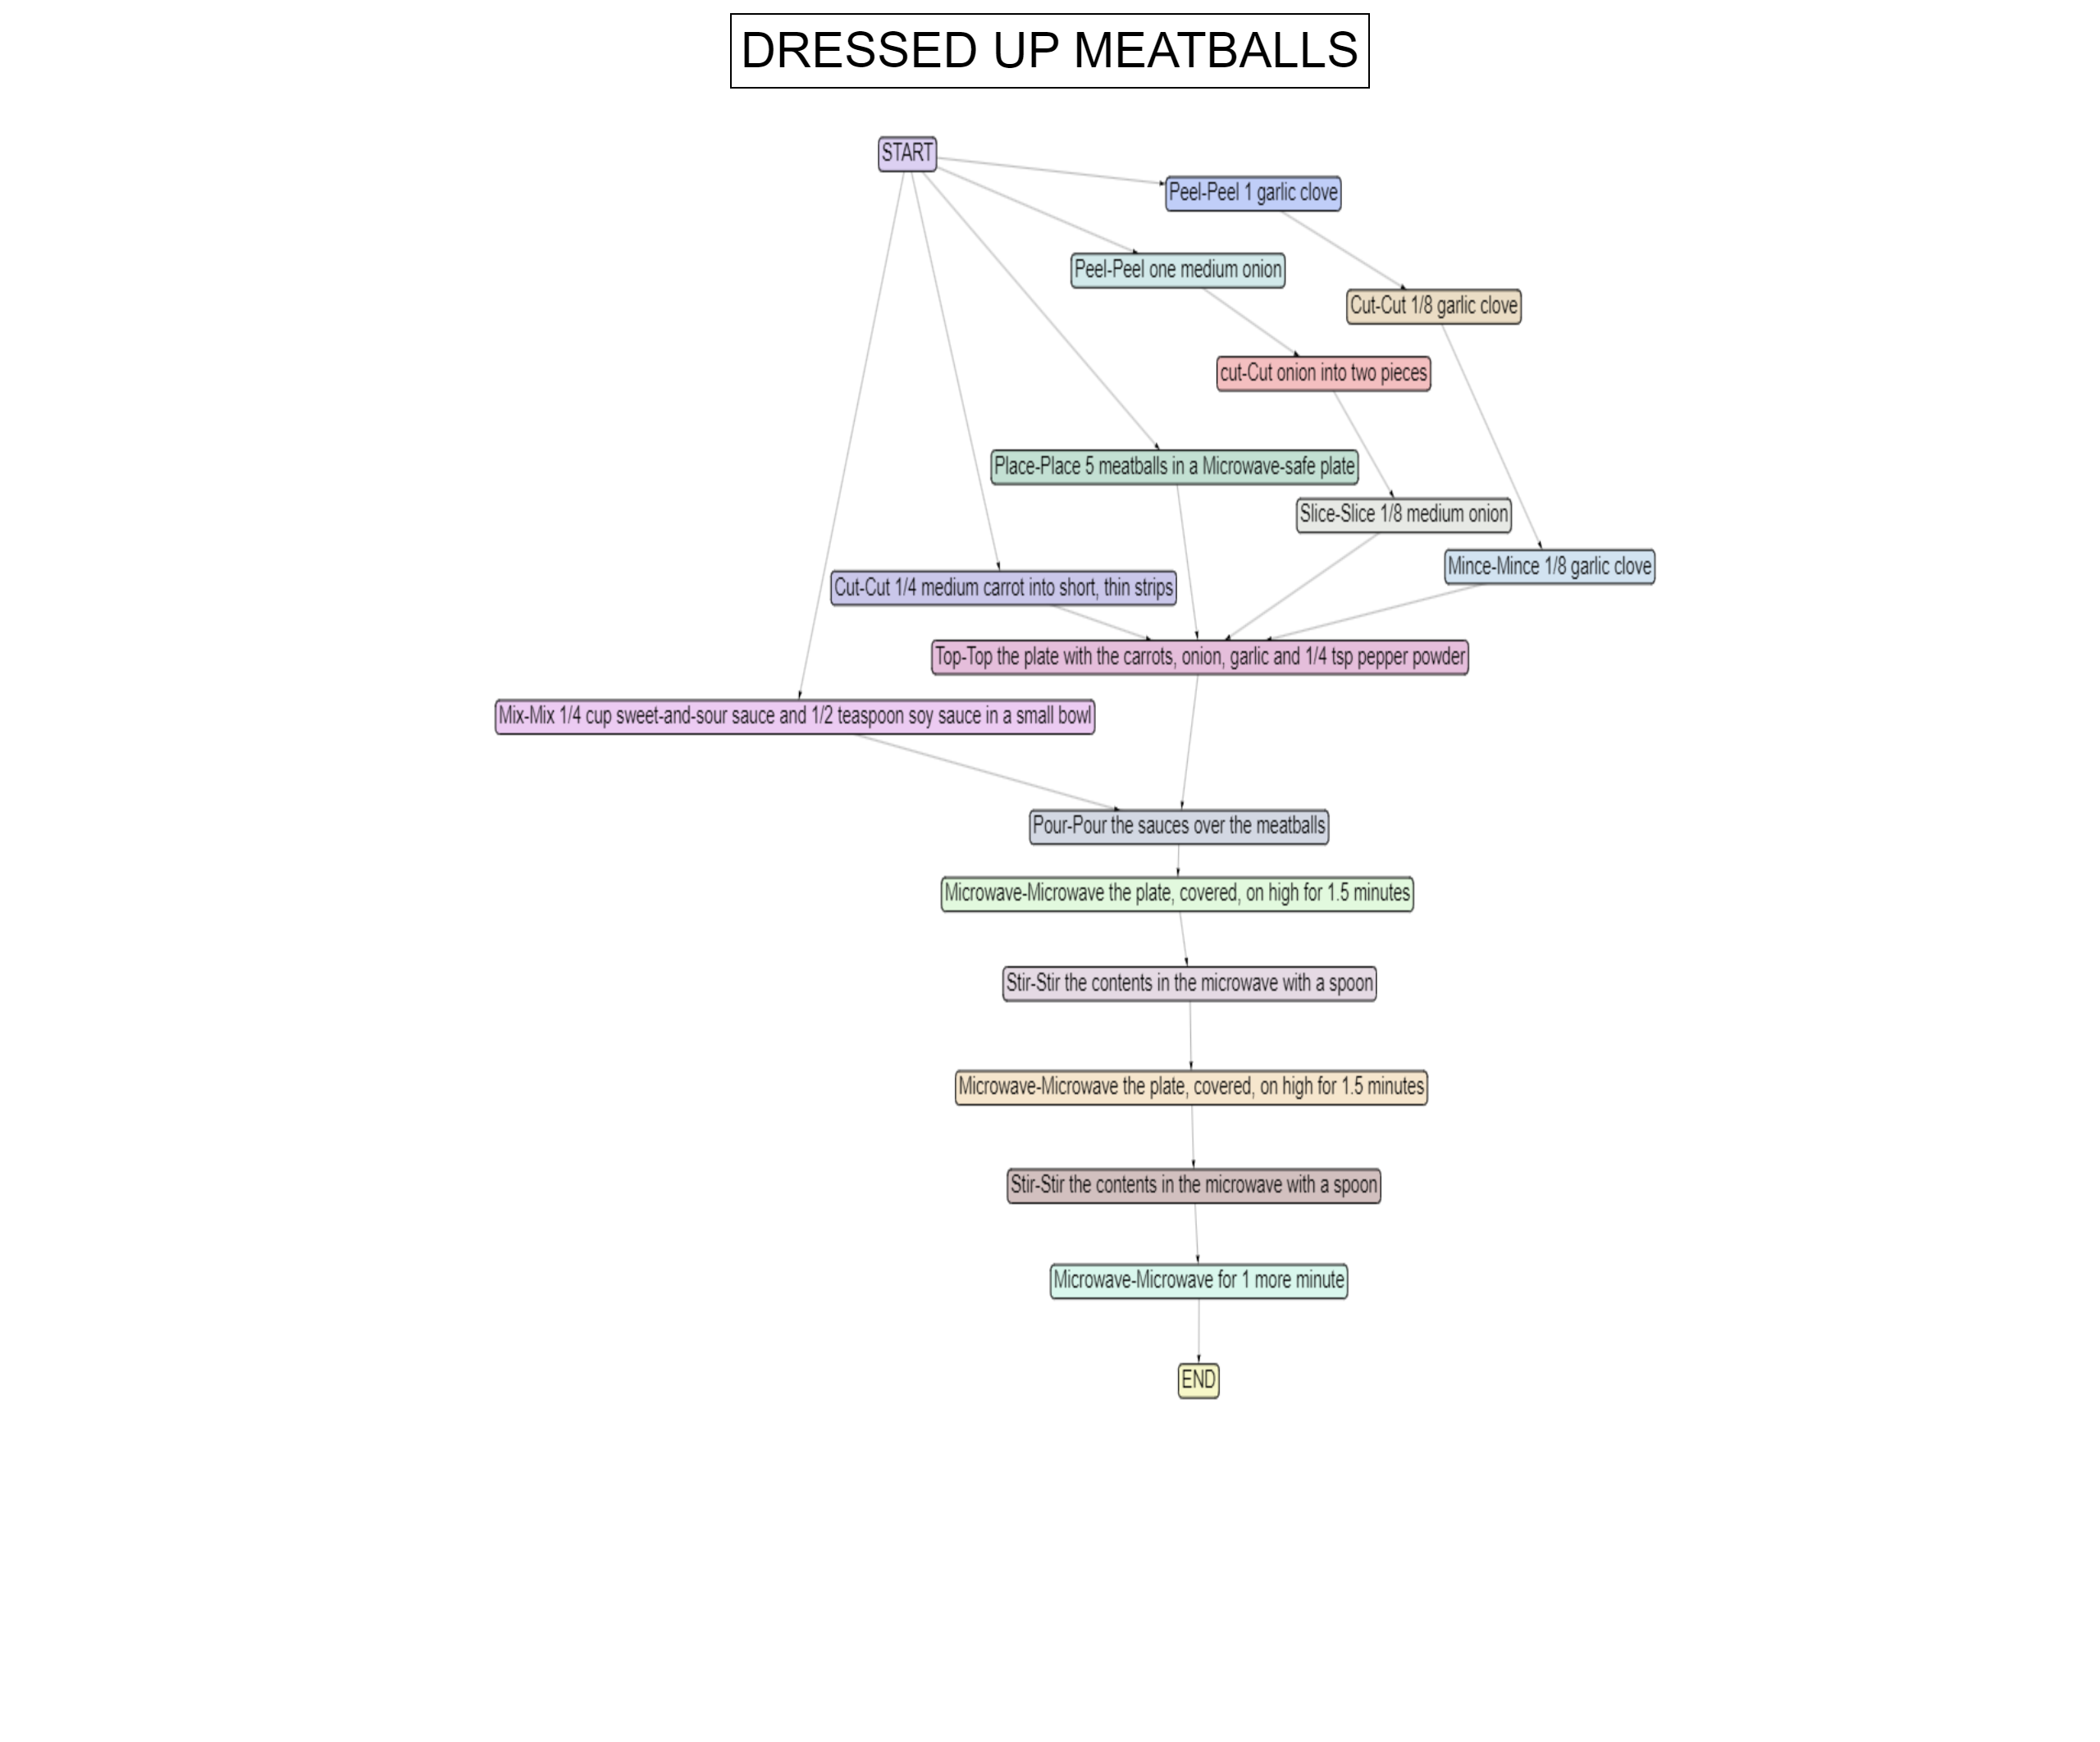 DRESSED UP MEATBALLS
START
Peel-Peel 1 garlic clove
Peel-Peel one medium onion
Cut-Cut 1/8 garlic clove
cut-Cut onion into two pieces
Place-Place 5 meatballs in a Microwave-safe plate
Slice-Slice 1/8 medium onion
Mince-Mince 1/8 garlic clove
Cut-Cut 1/4 medium carrot into short, thin strips
Top-Top the plate with the carrots, onion, garlic and 1/4 tsp pepper powder
Mix-Mix 1/4 cup sweet-and-sour sauce and 1/2 teaspoon soy sauce in a small bowl
Pour-Pour the sauces over the meatballs
Microwave-Microwave the plate, covered, on high for 1.5 minutes
Stir-Stir the contents in the microwave with a spoon
Microwave-Microwave the plate, covered, on high for 1.5 minutes
Stir-Stir the contents in the microwave with a spoon
Microwave-Microwave for 1 more minute
END